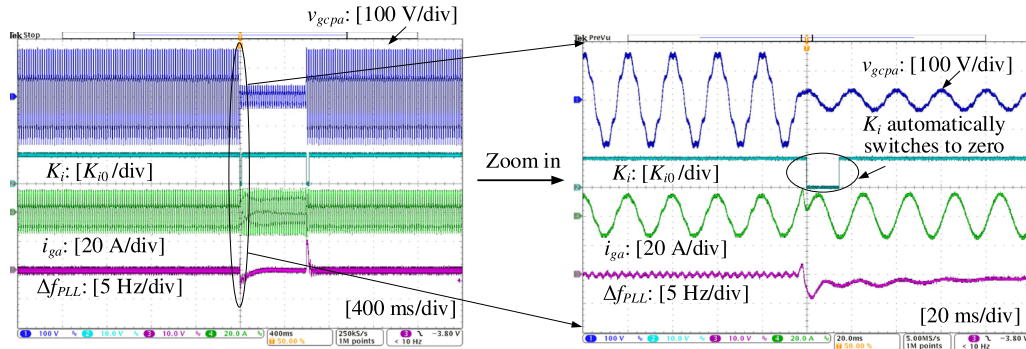 v_gcpa: [100 V/div]
Tek Stop
K_i: [K_i0/div]
i_ga: [20 A/div]
Δf_PLL: [5 Hz/div]
[400 ms/div]
1 100 V 2 10.0 V 3 10.0 V 4 20.0 A 400ms 250kS/s 3 -3.80 V
T 50.00 % 1M points < 10 Hz
Zoom in
Tek PreVu
v_gcpa: [100 V/div]
K_i automatically
switches to zero
K_i: [K_i0/div]
i_ga: [20 A/div]
Δf_PLL: [5 Hz/div]
[20 ms/div]
1 100 V 2 10.0 V 3 10.0 V 4 20.0 A 20.0ms 5.00MS/s 3 -3.80 V
T 50.00 % 1M points < 10 Hz